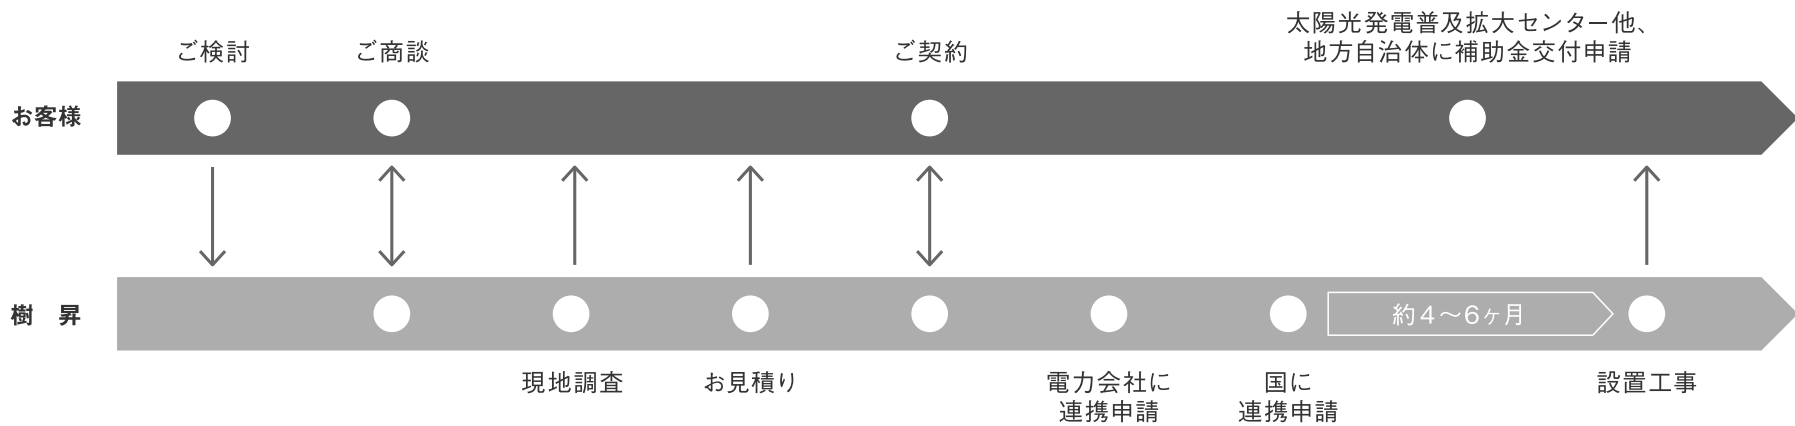 太陽光発電普及拡大センター他、
地方自治体に補助金交付申請
ご検討
ご商談
ご契約
お客様
樹　昇
約4〜6ヶ月
現地調査
お見積り
電力会社に
連携申請
国に
連携申請
設置工事